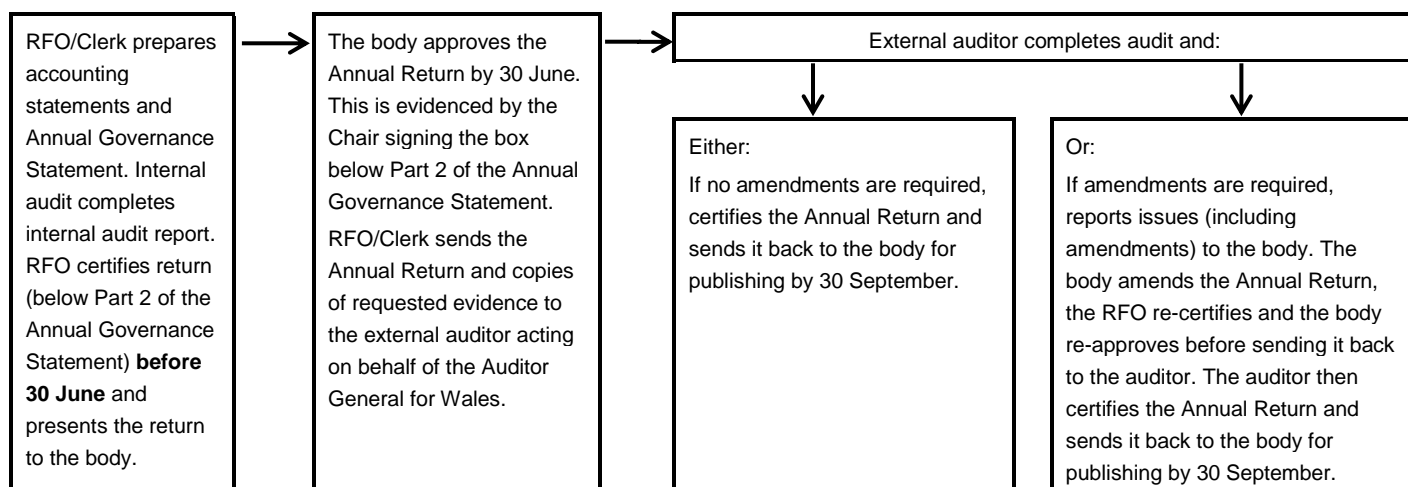 RFO/Clerk prepares
accounting
statements and
Annual Governance
Statement. Internal
audit completes
internal audit report.
RFO certifies return
(below Part 2 of the
Annual Governance
Statement) before
30 June and
presents the return
to the body.
The body approves the
Annual Return by 30 June.
This is evidenced by the
Chair signing the box
below Part 2 of the Annual
Governance Statement.
RFO/Clerk sends the
Annual Return and copies
of requested evidence to
the external auditor acting
on behalf of the Auditor
General for Wales.
External auditor completes audit and:
Either:
If no amendments are required,
certifies the Annual Return and
sends it back to the body for
publishing by 30 September.
Or:
If amendments are required,
reports issues (including
amendments) to the body. The
body amends the Annual Return,
the RFO re-certifies and the body
re-approves before sending it back
to the auditor. The auditor then
certifies the Annual Return and
sends it back to the body for
publishing by 30 September.